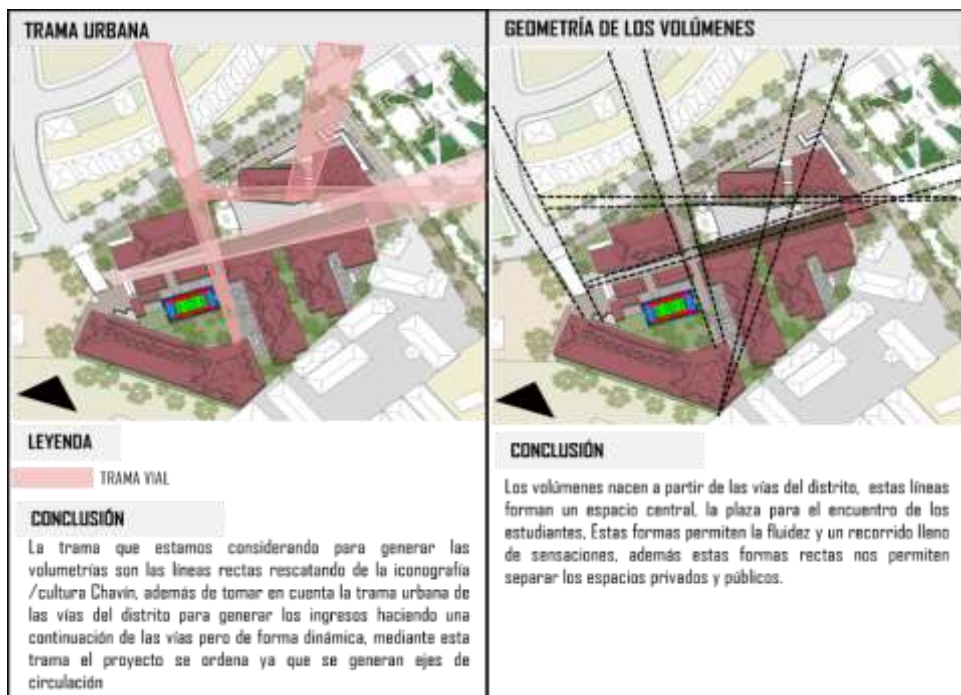 TRAMA URBANA
LEYENDA
TRAMA VIAL
CONCLUSIÓN
La trama que estamos considerando para generar las
volumetrías son las líneas rectas rescatando de la iconografía
/cultura Chavín, además de tomar en cuenta la trama urbana de
las vías del distrito para generar los ingresos haciendo una
continuación de las vías pero de forma dinámica, mediante esta
trama el proyecto se ordena ya que se generan ejes de
circulación
GEOMETRÍA DE LOS VOLÚMENES
CONCLUSIÓN
Los volúmenes nacen a partir de las vías del distrito, estas líneas
forman un espacio central, la plaza para el encuentro de los
estudiantes, Estas formas permiten la fluidez y un recorrido lleno
de sensaciones, además estas formas rectas nos permiten
separar los espacios privados y públicos.